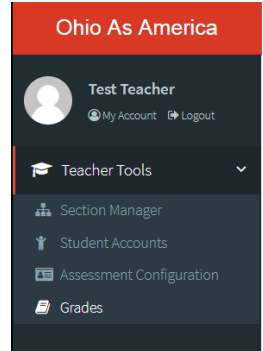 Ohio As America
Test Teacher
My Account Logout
Teacher Tools
Section Manager
Student Accounts
Assessment Configuration
Grades